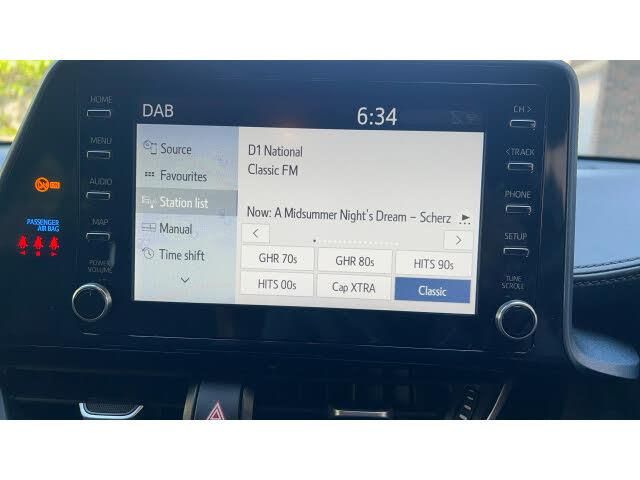 HOME
MENU
AUDIO
MAP
POWER
VOLUME
PASSENGER
AIR BAG
DAB
6:34
Source
Favourites
Station list
Manual
Time shift
D1 National
Classic FM
Now: A Midsummer Night's Dream – Scherz
< >
GHR 70s GHR 80s HITS 90s
HITS 00s Cap XTRA Classic
CH >
< TRACK
PHONE
SETUP
TUNE
SCROLL